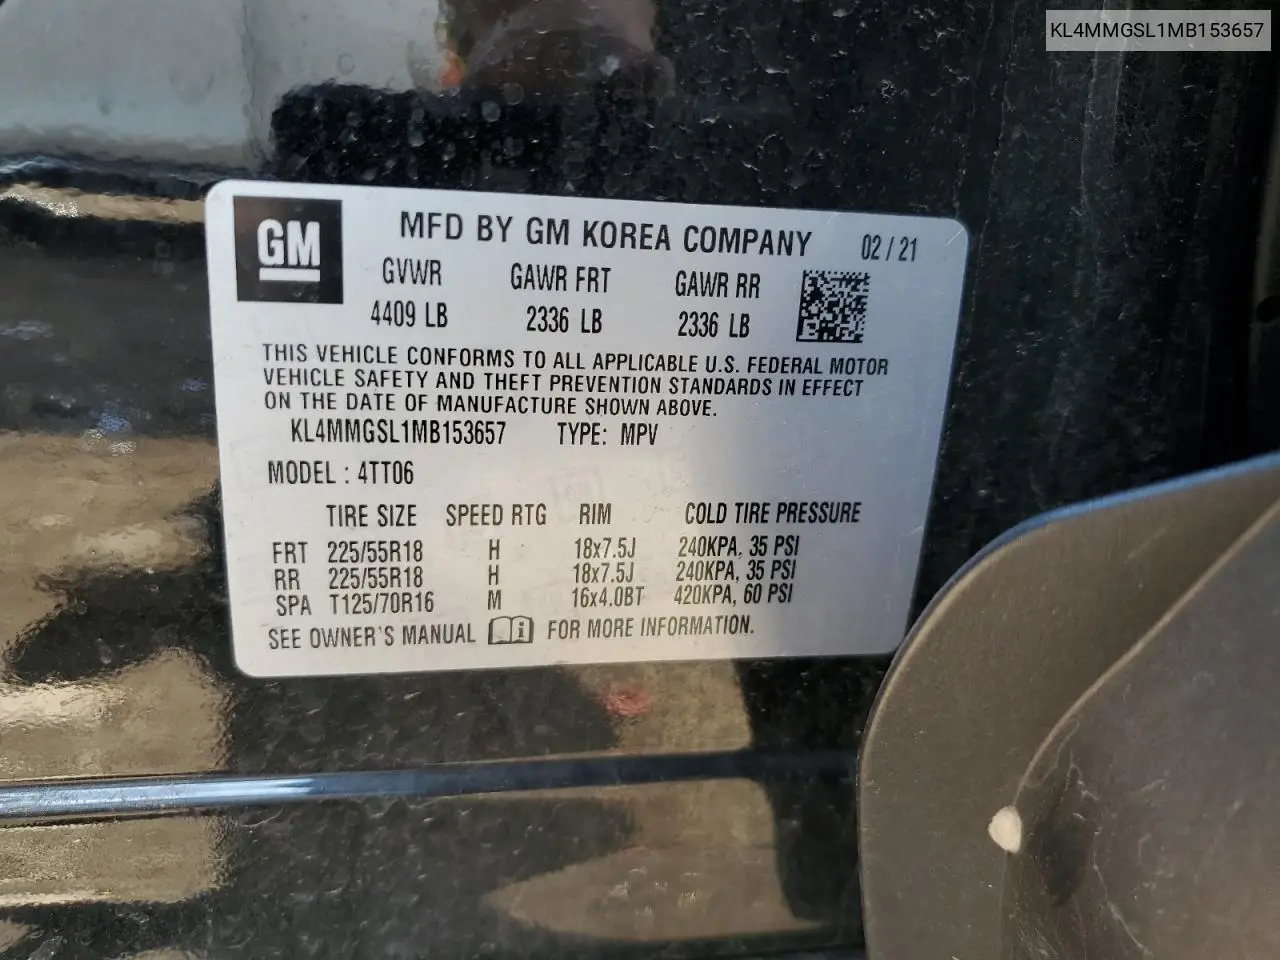 KL4MMGSL1MB153657
GM
MFD BY GM KOREA COMPANY 02 / 21
GVWR GAWR FRT GAWR RR
4409 LB 2336 LB 2336 LB
THIS VEHICLE CONFORMS TO ALL APPLICABLE U.S. FEDERAL MOTOR
VEHICLE SAFETY AND THEFT PREVENTION STANDARDS IN EFFECT
ON THE DATE OF MANUFACTURE SHOWN ABOVE.
KL4MMGSL1MB153657 TYPE: MPV
MODEL : 4TT06
TIRE SIZE SPEED RTG RIM COLD TIRE PRESSURE
FRT 225/55R18 H 18x7.5J 240KPA, 35 PSI
RR 225/55R18 H 18x7.5J 240KPA, 35 PSI
SPA T125/70R16 M 16x4.0BT 420KPA, 60 PSI
SEE OWNER'S MANUAL i FOR MORE INFORMATION.